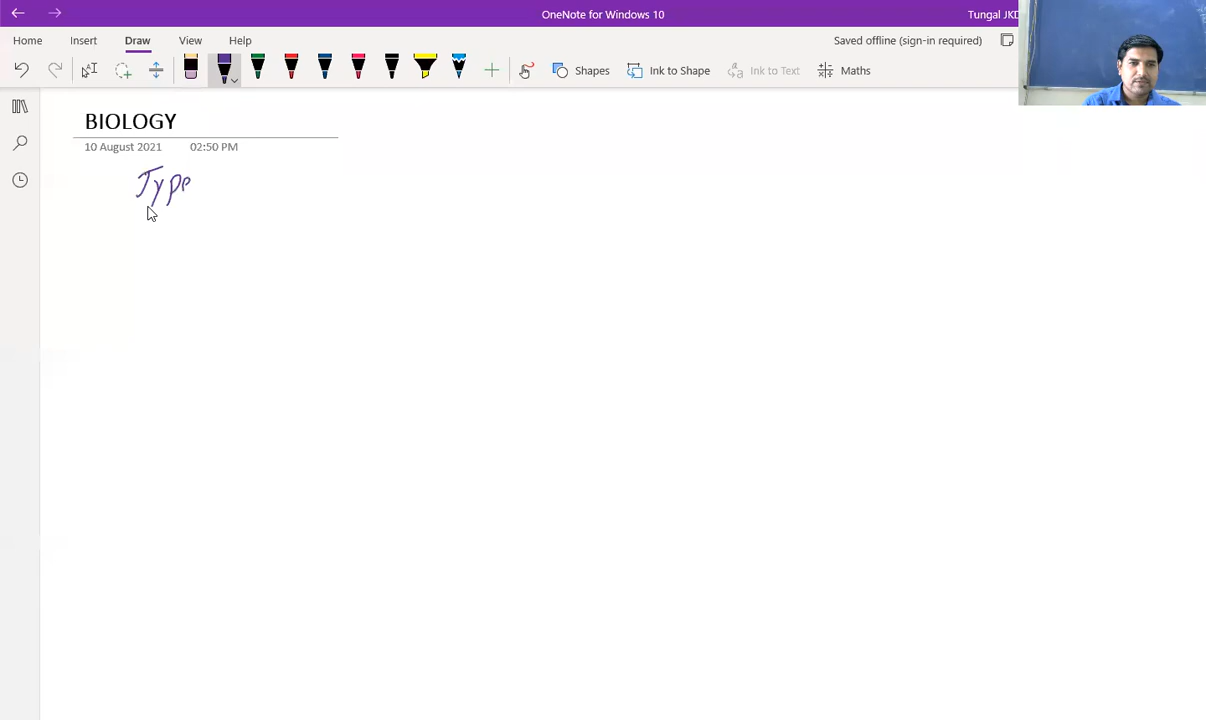 OneNote for Windows 10
Tungal JKD
Home Insert Draw View Help
Saved offline (sign-in required)
Shapes Ink to Shape Ink to Text Maths
BIOLOGY
10 August 2021 02:50 PM
Type